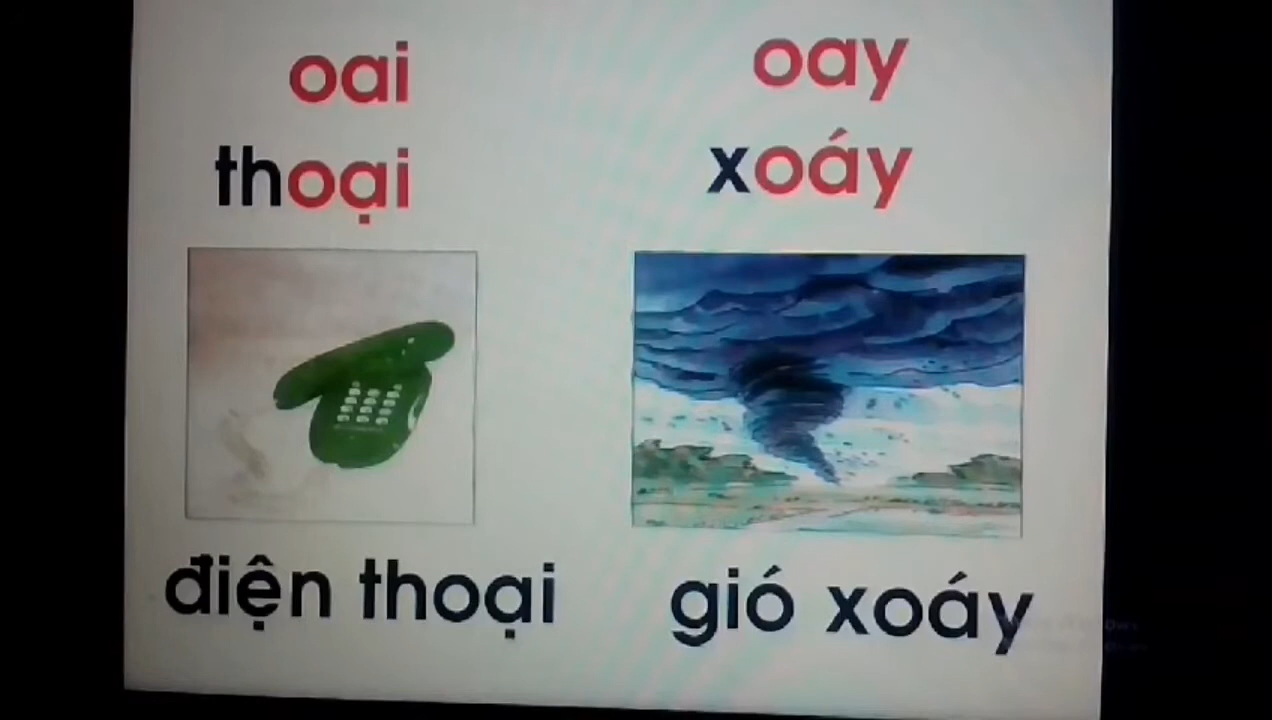 oai
thoại
điện thoại
oay
xoáy
gió xoáy